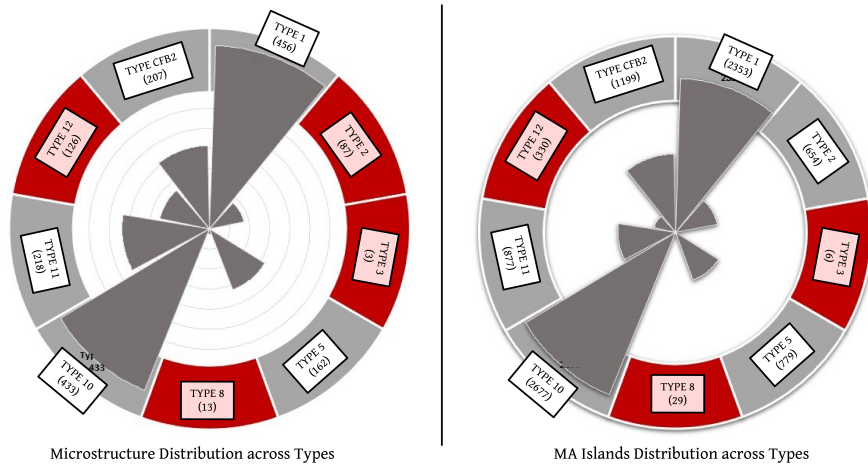 TYPE 1
(456)
TYPE 2
(87)
TYPE 3
(3)
TYPE 5
(162)
TYPE 8
(13)
433
TYPE 10
(433)
TYPE 11
(218)
TYPE 12
(126)
TYPE CFB2
(207)
Microstructure Distribution across Types
TYPE 1
(2353)
TYPE 2
(654)
TYPE 3
(6)
TYPE 5
(779)
TYPE 8
(29)
TYPE 10
(2677)
TYPE 11
(877)
TYPE 12
(330)
TYPE CFB2
(1199)
MA Islands Distribution across Types